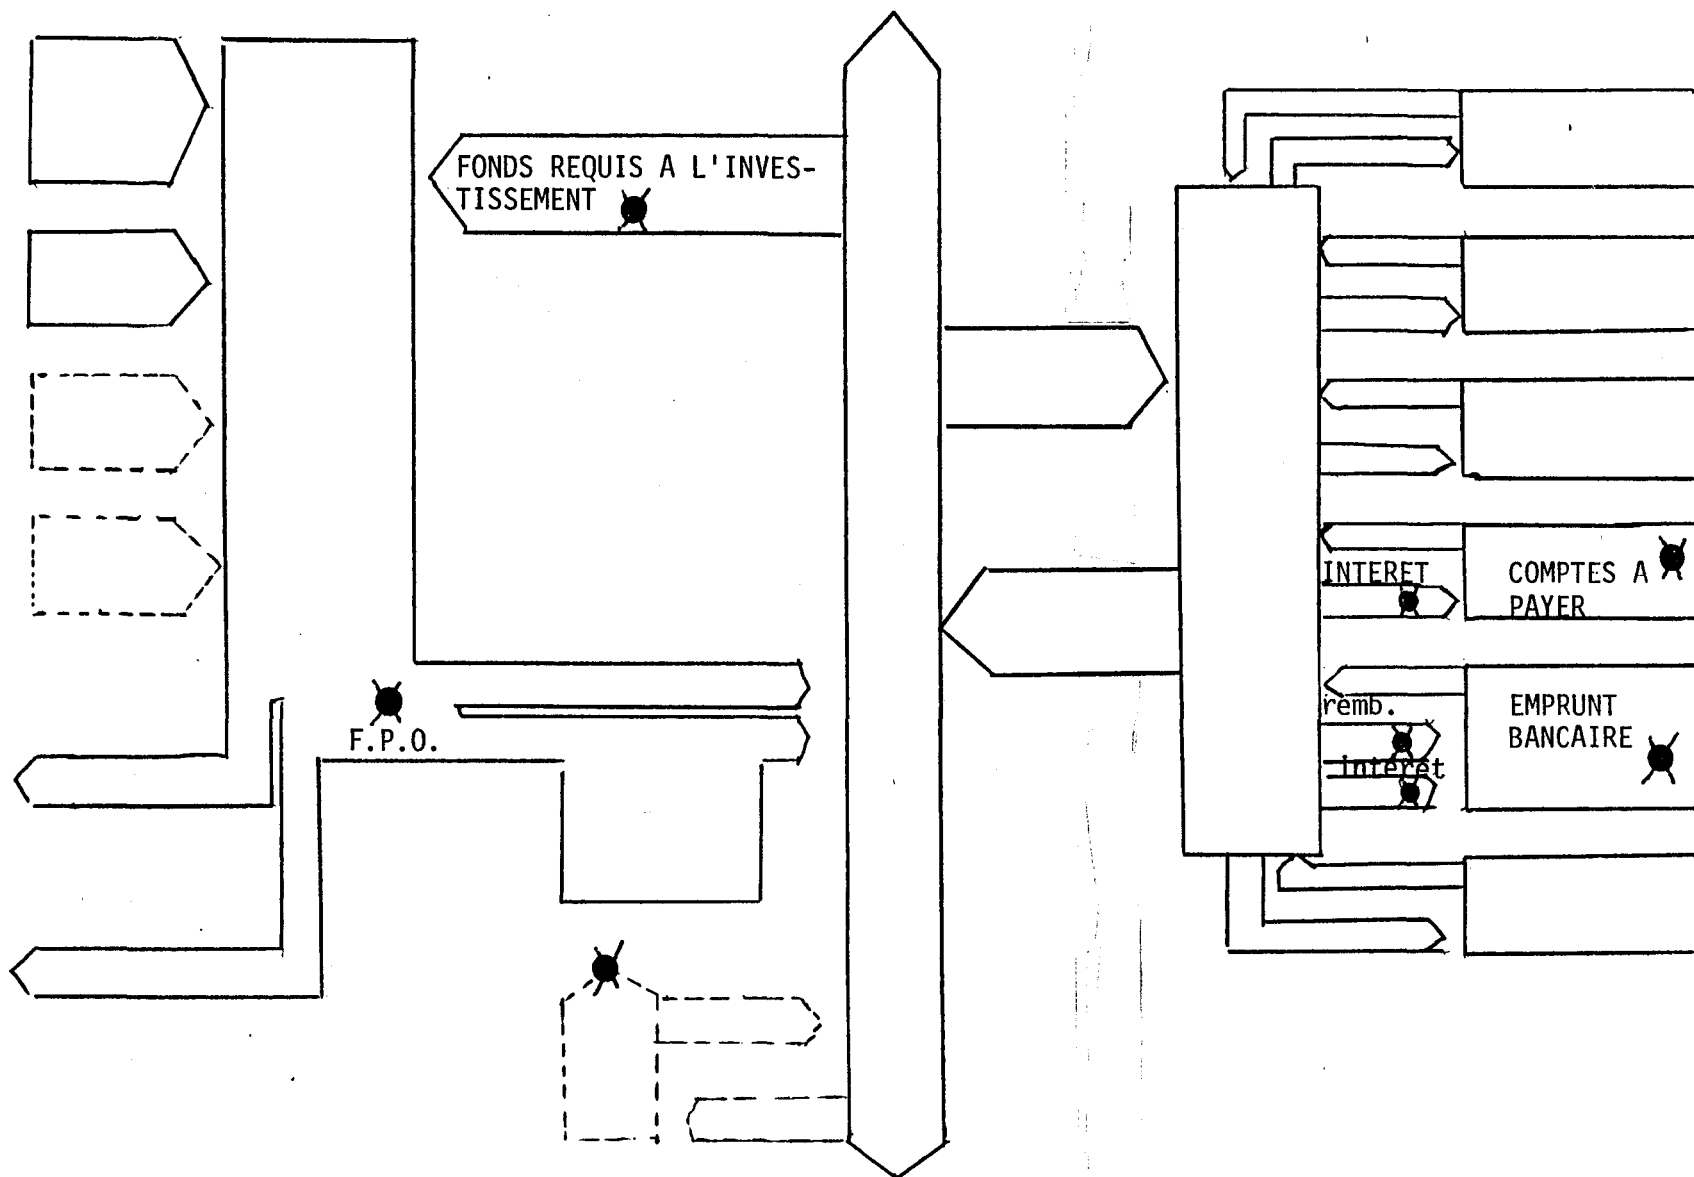 FONDS REQUIS A L'INVES-
TISSEMENT
INTERET
COMPTES A
PAYER
remb.
EMPRUNT
BANCAIRE
interet
F.P.O.